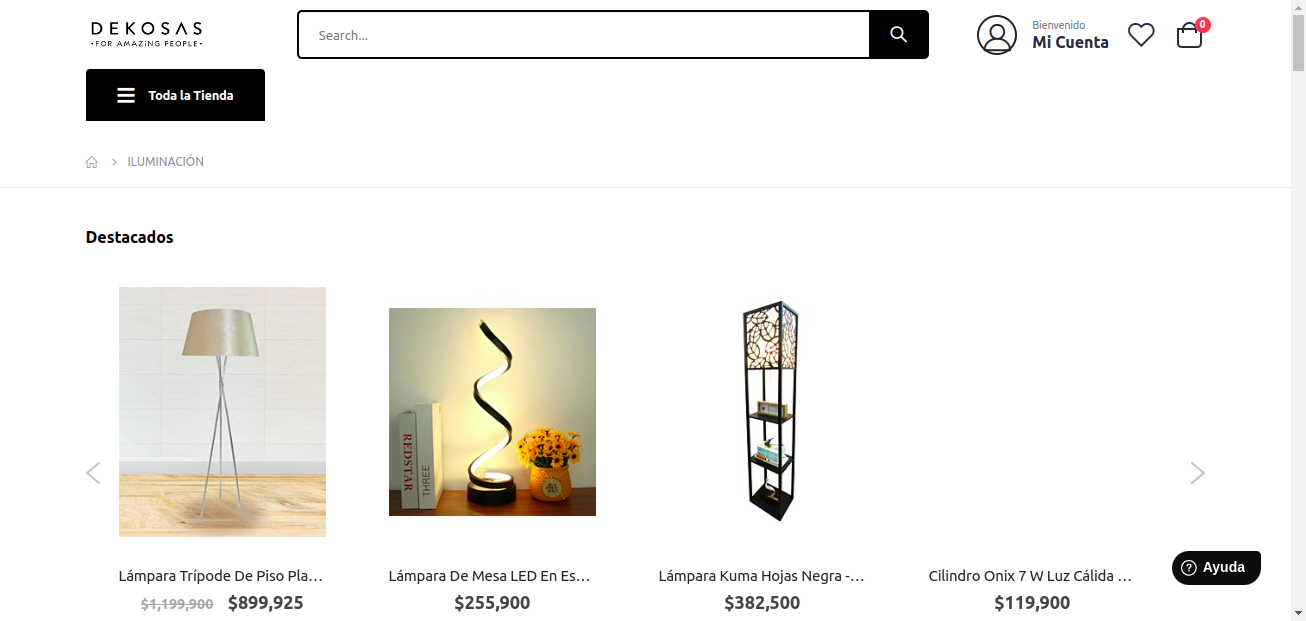 DEKOSAS
•FOR AMAZiNG PEOPLE•
Search...
Bienvenido
Mi Cuenta
0
Toda la Tienda
ILUMINACIÓN
Destacados
REDSTAR
THREE
Lámpara Trípode De Piso Pla...
Lámpara De Mesa LED En Es...
Lámpara Kuma Hojas Negra -...
Cilindro Onix 7 W Luz Cálida ...
$1,199,900 $899,925
$255,900
$382,500
$119,900
Ayuda